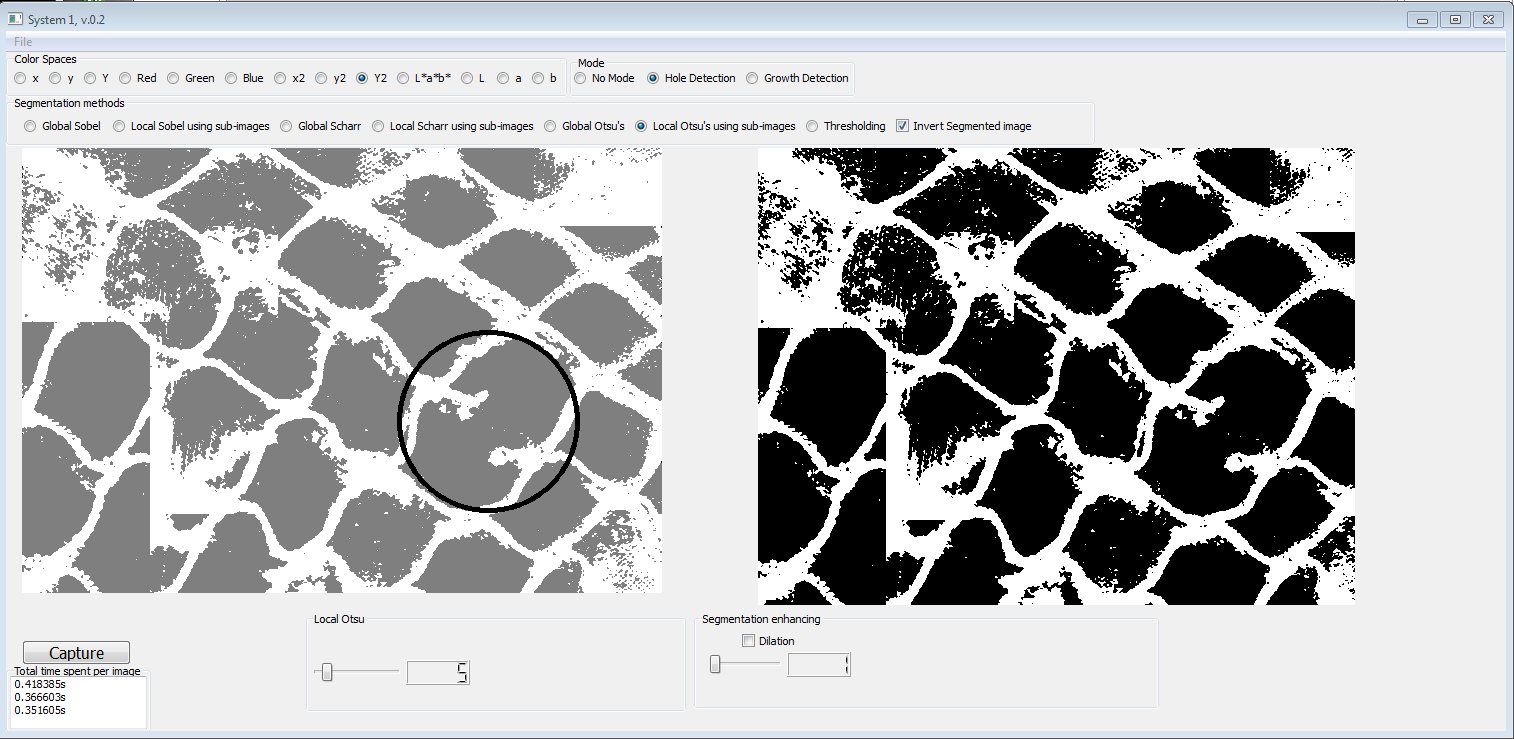 System 1, v.0.2
File
Color Spaces
x y Y Red Green Blue x2 y2 Y2 L*a*b* L a b
Mode
No Mode Hole Detection Growth Detection
Segmentation methods
Global Sobel Local Sobel using sub-images Global Scharr Local Scharr using sub-images Global Otsu's Local Otsu's using sub-images Thresholding Invert Segmented image
Local Otsu
5
Segmentation enhancing
Dilation
1
Capture
Total time spent per image
0.418385s
0.366603s
0.351605s